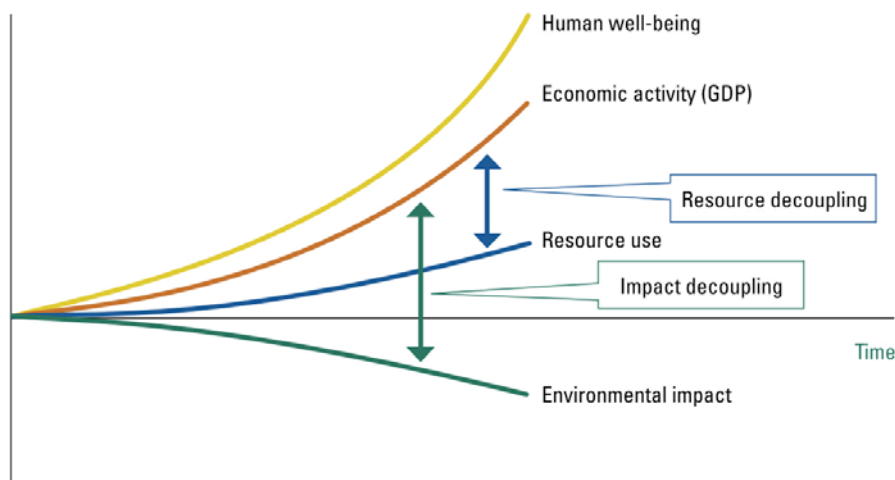 Human well-being
Economic activity (GDP)
Resource decoupling
Resource use
Impact decoupling
Time
Environmental impact